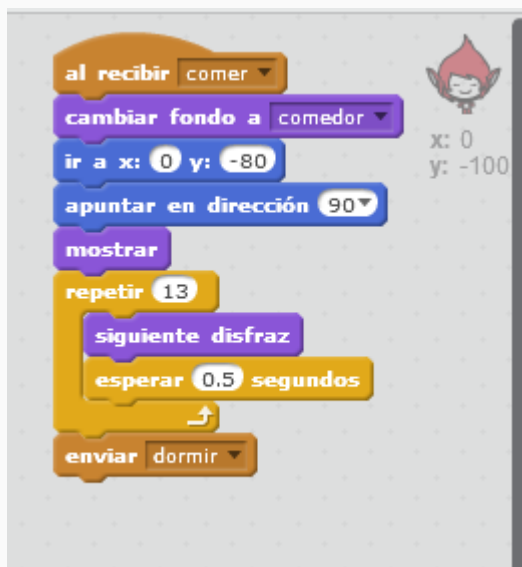 al recibir comer
cambiar fondo a comedor
ir a x: 0 y: -80
apuntar en dirección 90
mostrar
repetir 13
siguiente disfraz
esperar 0.5 segundos
enviar dormir
x: 0
y: -100